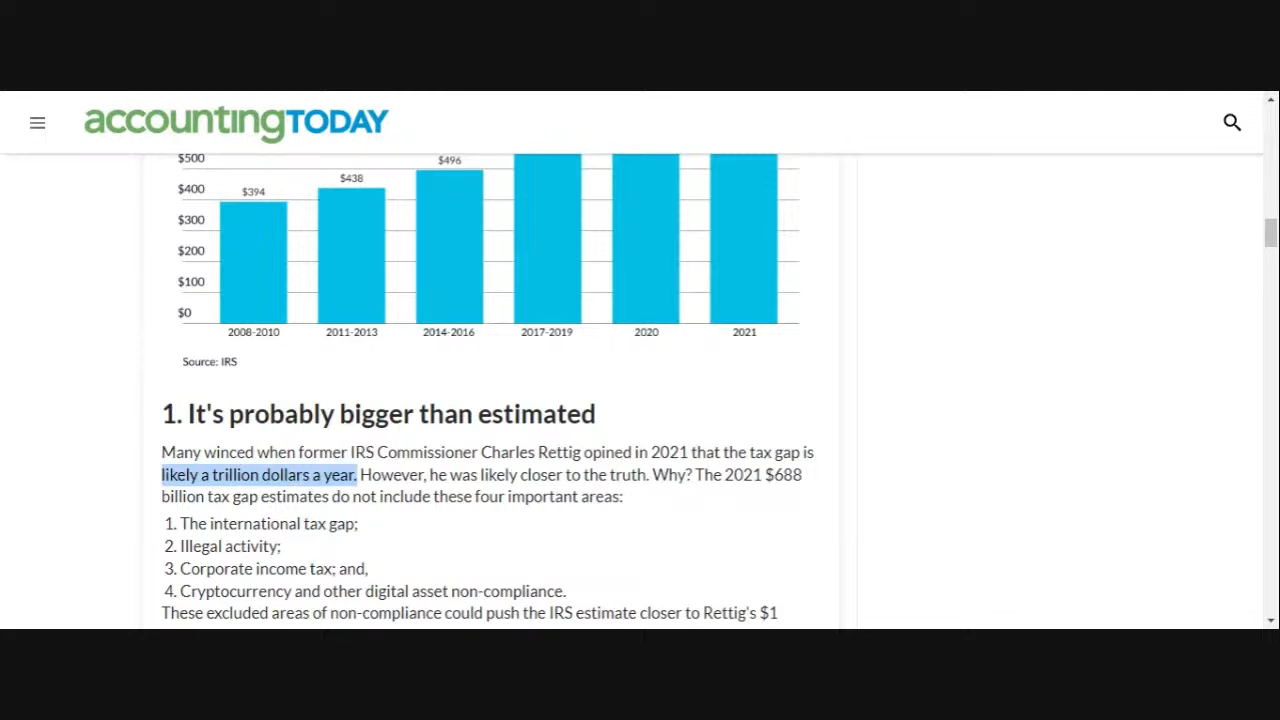 accountingTODAY
$500
$496
$438
$400
$394
$300
$200
$100
$0
2008-2010 2011-2013 2014-2016 2017-2019 2020 2021
Source: IRS
1. It's probably bigger than estimated
Many winced when former IRS Commissioner Charles Rettig opined in 2021 that the tax gap is
likely a trillion dollars a year. However, he was likely closer to the truth. Why? The 2021 $688
billion tax gap estimates do not include these four important areas:
1. The international tax gap;
2. Illegal activity;
3. Corporate income tax; and,
4. Cryptocurrency and other digital asset non-compliance.
These excluded areas of non-compliance could push the IRS estimate closer to Rettig's $1